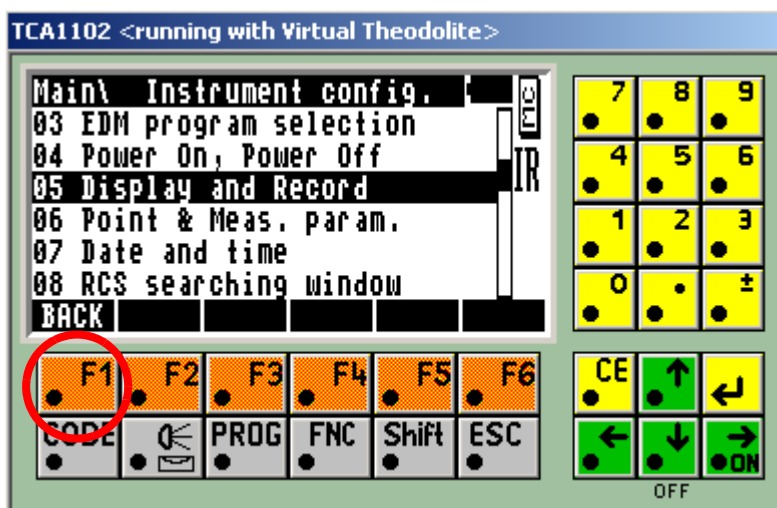 TCA1102 <running with Virtual Theodolite>
Main\ Instrument config.
MC
03 EDM program selection
04 Power On, Power Off
IR
05 Display and Record
06 Point & Meas. param.
07 Date and time
08 RCS searching window
BACK
7 8 9
4 5 6
1 2 3
0 . ±
F1 F2 F3 F4 F5 F6
CE
CODE PROG FNC Shift ESC
ON
OFF